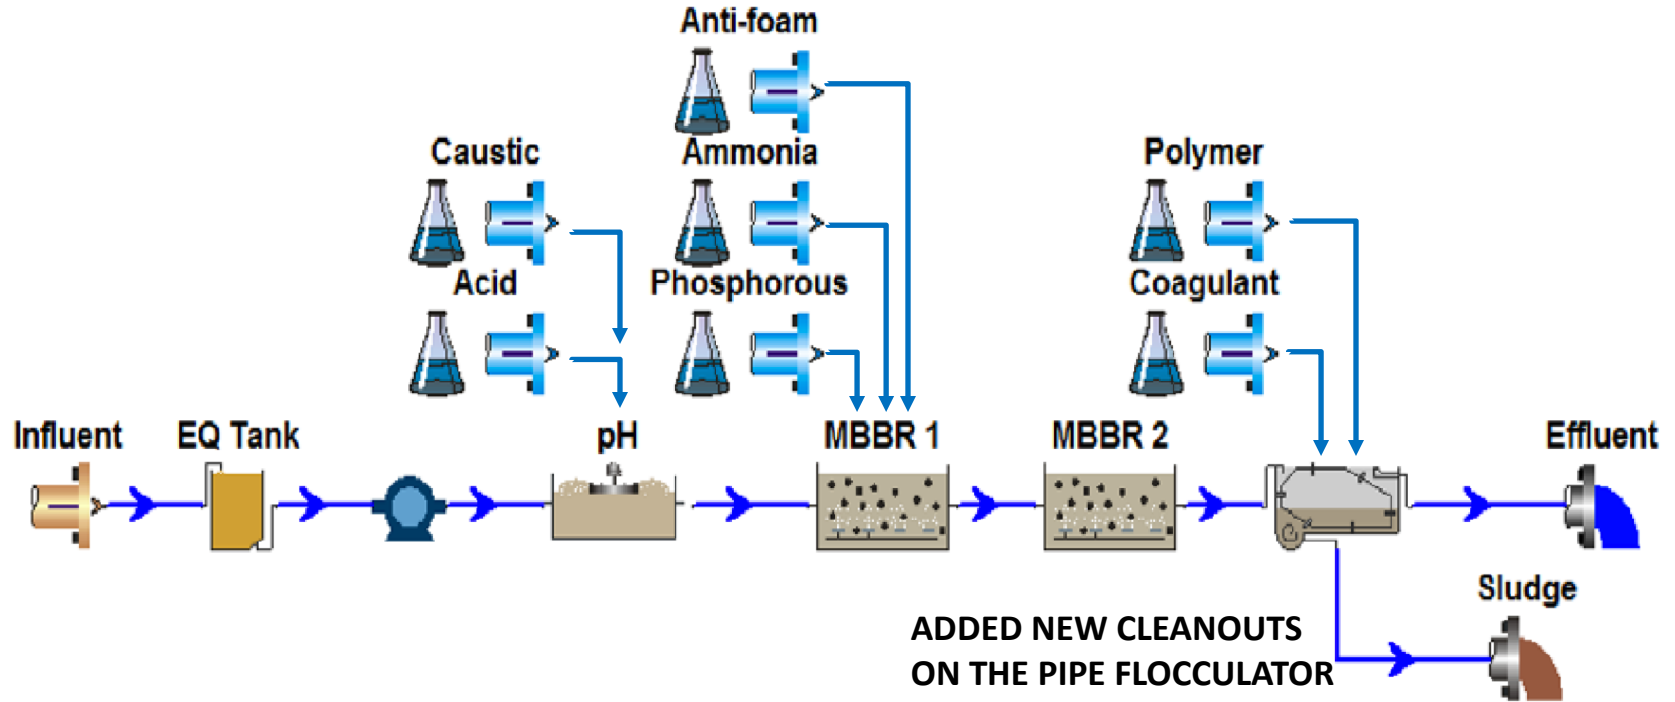 Anti-foam
Caustic
Ammonia
Polymer
Acid
Phosphorous
Coagulant
Influent
EQ Tank
pH
MBBR 1
MBBR 2
Effluent
Sludge
ADDED NEW CLEANOUTS
ON THE PIPE FLOCCULATOR